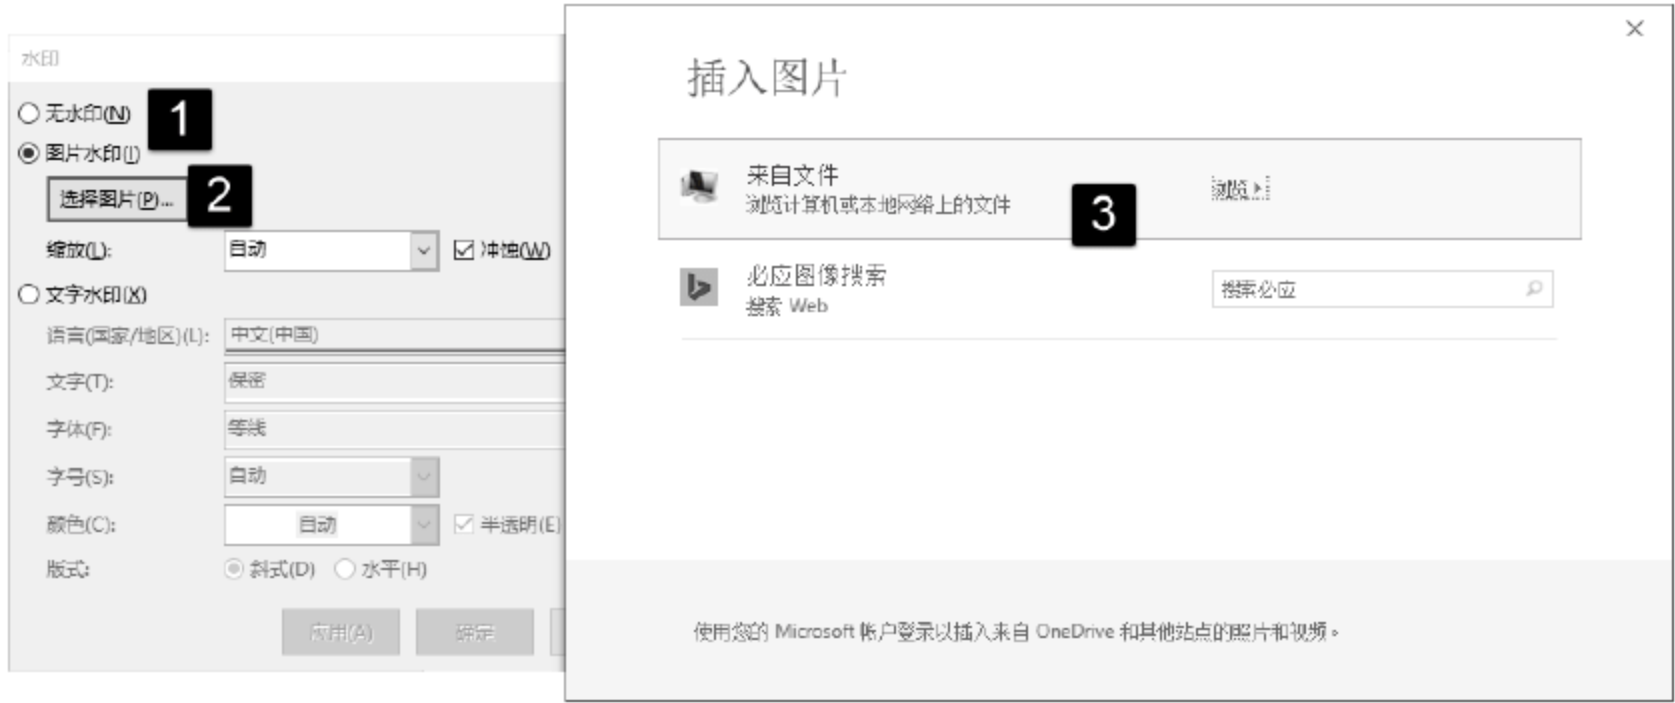 水印
无水印(N)
1
图片水印(I)
选择图片(P)...
2
缩放(L):
自动
冲蚀(W)
文字水印(X)
语言(国家/地区)(L):
中文(中国)
文字(T):
保密
字体(F):
等线
字号(S):
自动
颜色(C):
自动
半透明(E)
版式:
斜式(D)
水平(H)
应用(A)
确定
插入图片
来自文件
浏览计算机或本地网络上的文件
3
浏览
必应图像搜索
搜索 Web
搜索必应
使用您的 Microsoft 帐户登录以插入来自 OneDrive 和其他站点的照片和视频。